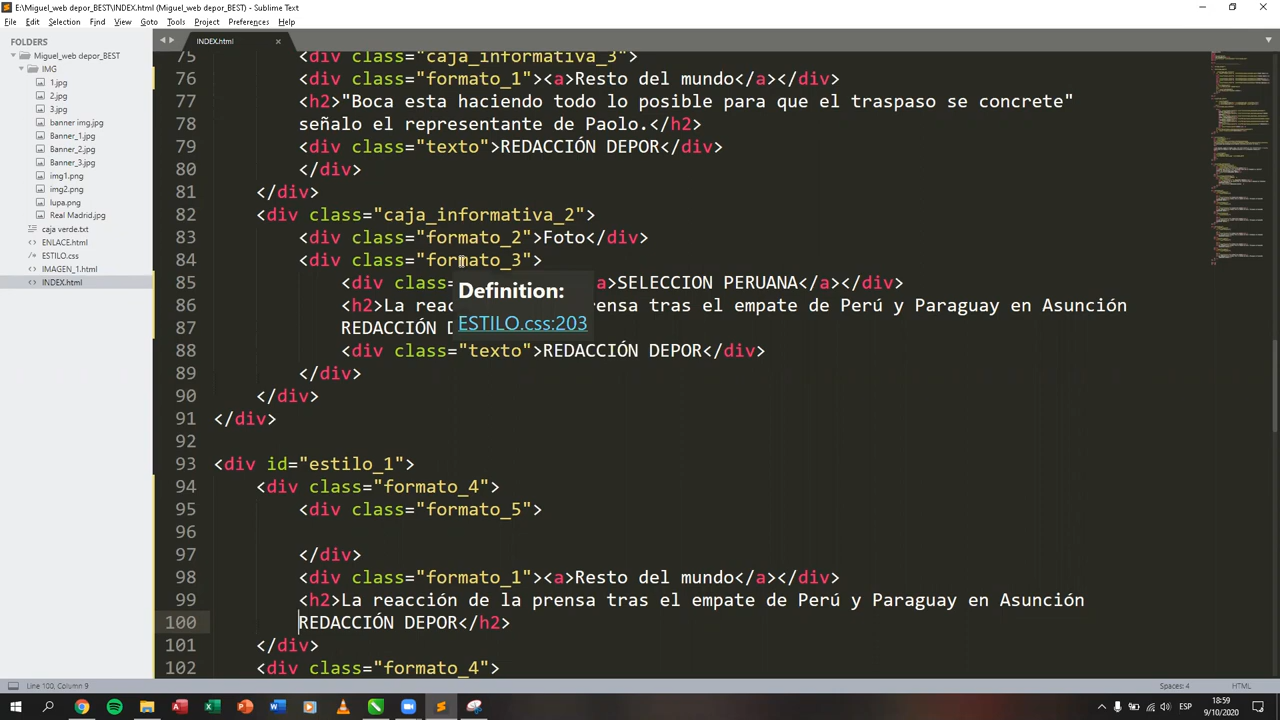 E:\Miguel_web depor_BEST\INDEX.html (Miguel_web depor_BEST) - Sublime Text
File Edit Selection Find View Goto Tools Project Preferences Help
FOLDERS
Miguel_web depor_BEST
IMG
1.jpg
2.jpg
3.jpg
banner img.jpg
Banner_1.jpg
Banner_2.jpg
Banner_3.jpg
img1.png
img2.png
lupa.png
Real Madrid.jpg
caja verde.txt
ENLACE.html
ESTILO.css
IMAGEN_1.html
INDEX.html
INDEX.html
75 <div class="caja_informativa_3">
76 <div class="formato_1"><a>Resto del mundo</a></div>
77 <h2>"Boca esta haciendo todo lo posible para que el traspaso se concrete"
78 señalo el representante de Paolo.</h2>
79 <div class="texto">REDACCIÓN DEPOR</div>
80 </div>
81 </div>
82 <div class="caja_informativa_2">
83 <div class="formato_2">Foto</div>
84 <div class="formato_3">
85 <div class= a>SELECCION PERUANA</a></div>
86 <h2>La reac rensa tras el empate de Perú y Paraguay en Asunción
87 REDACCIÓN
88 <div class="texto">REDACCIÓN DEPOR</div>
89 </div>
90 </div>
91 </div>
92
93 <div id="estilo_1">
94 <div class="formato_4">
95 <div class="formato_5">
96
97 </div>
98 <div class="formato_1"><a>Resto del mundo</a></div>
99 <h2>La reacción de la prensa tras el empate de Perú y Paraguay en Asunción
100 REDACCIÓN DEPOR</h2>
101 </div>
102 <div class="formato_4">
Definition:
ESTILO.css:203
Line 100, Column 9
Spaces: 4
HTML
ESP
18:59
9/10/2020